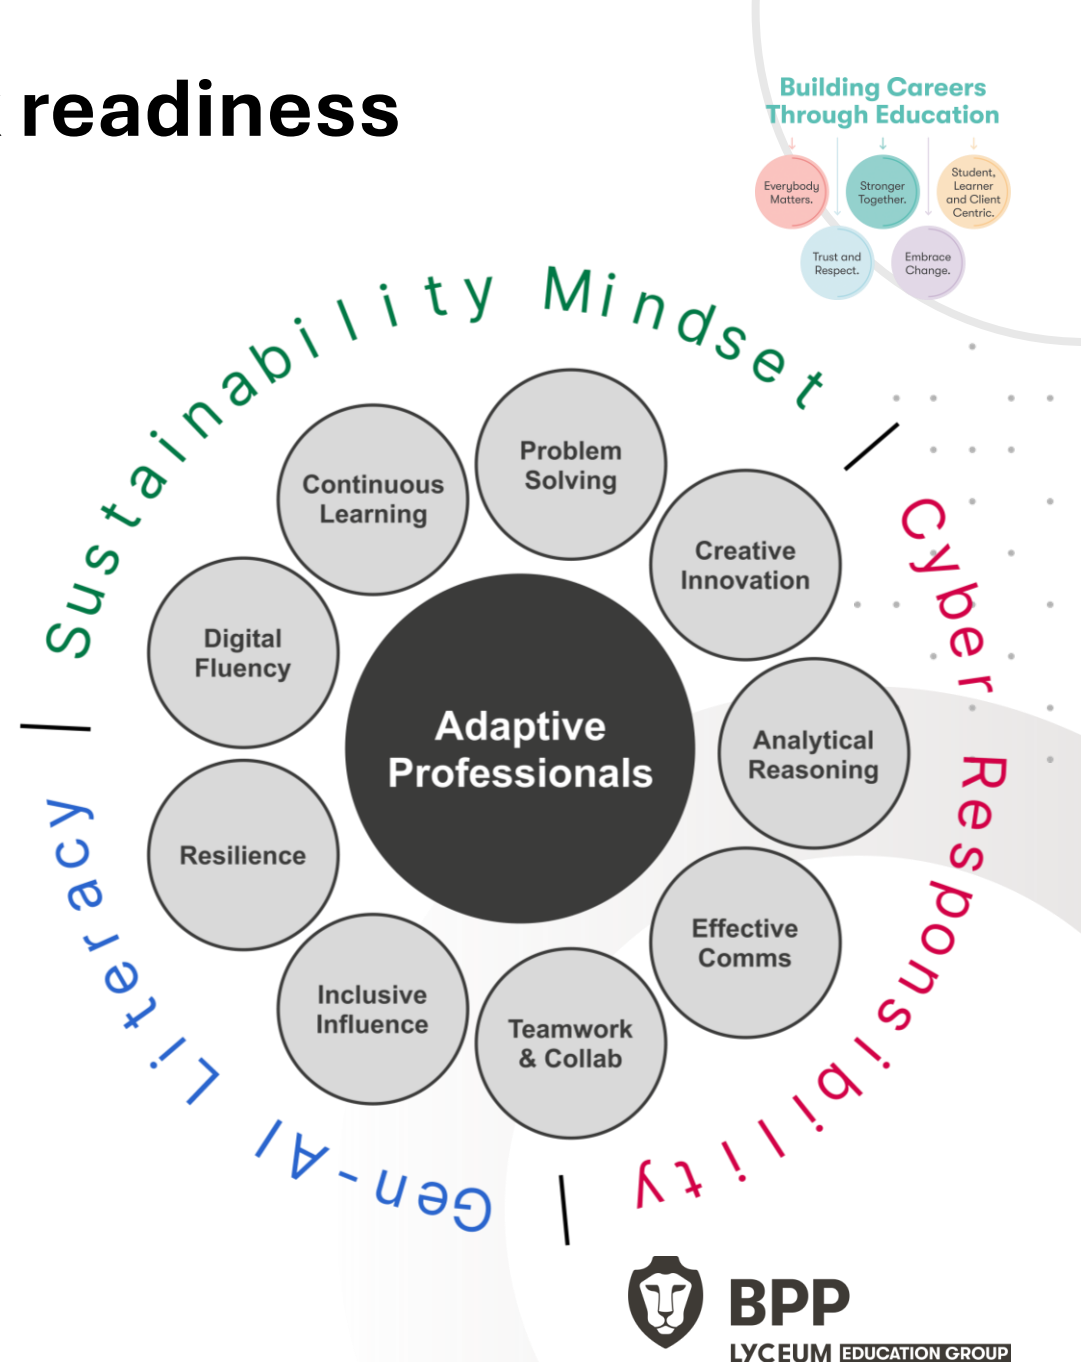 readiness
Building Careers
Through Education
Everybody
Matters.
Stronger
Together.
Student,
Learner
and Client
Centric.
Trust and
Respect.
Embrace
Change.
Sustainability Mindset
Cyber Responsibility
Gen-AI Literacy
Problem
Solving
Creative
Innovation
Analytical
Reasoning
Effective
Comms
Teamwork
& Collab
Inclusive
Influence
Resilience
Digital
Fluency
Continuous
Learning
Adaptive
Professionals
BPP
LYCEUM EDUCATION GROUP